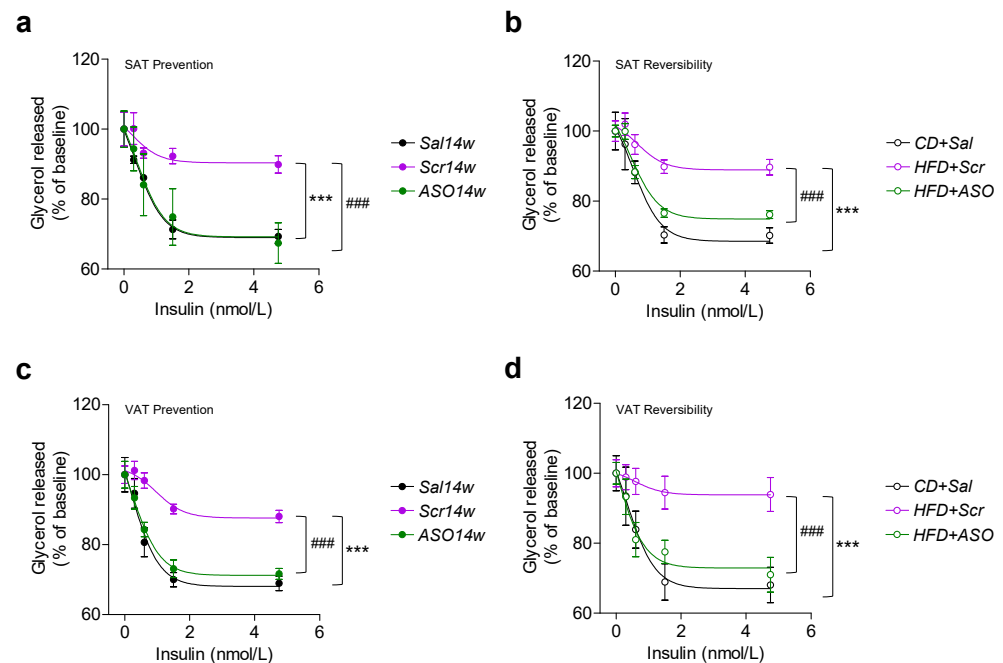 a
SAT Prevention
120
100
80
60
Glycerol released
(% of baseline)
0 2 4 6
Insulin (nmol/L)
Sal14w
Scr14w
ASO14w
***
###
b
SAT Reversibility
120
100
80
60
Glycerol released
(% of baseline)
0 2 4 6
Insulin (nmol/L)
CD+Sal
HFD+Scr
HFD+ASO
###
***
c
VAT Prevention
120
100
80
60
Glycerol released
(% of baseline)
0 2 4 6
Insulin (nmol/L)
Sal14w
Scr14w
ASO14w
###
***
d
VAT Reversibility
120
100
80
60
Glycerol released
(% of baseline)
0 2 4 6
Insulin (nmol/L)
CD+Sal
HFD+Scr
HFD+ASO
###
***